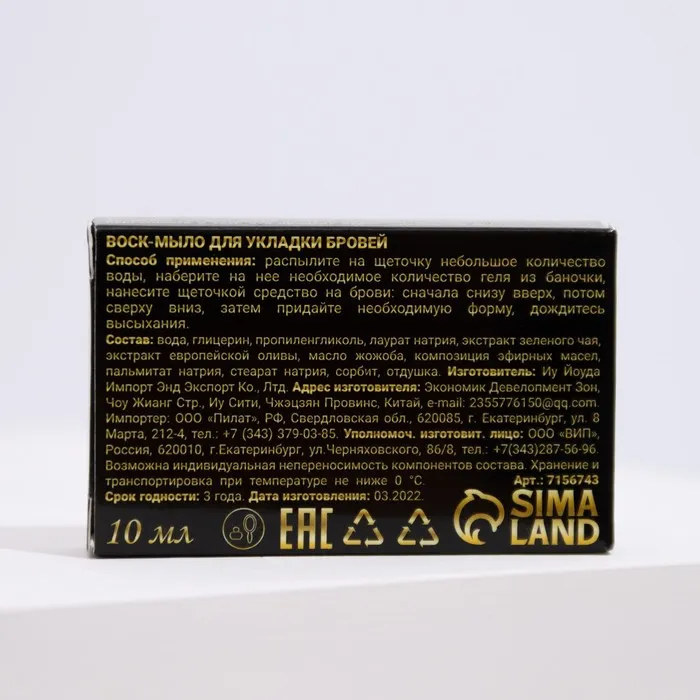 ВОСК-МЫЛО ДЛЯ УКЛАДКИ БРОВЕЙ
Способ применения: распылите на щеточку небольшое количество
воды, наберите на нее необходимое количество геля из баночки,
нанесите щеточкой средство на брови: сначала снизу вверх, потом
сверху вниз, затем придайте необходимую форму, дождитесь
высыхания.
Состав: вода, глицерин, пропиленгликоль, лаурат натрия, экстракт зеленого чая,
экстракт европейской оливы, масло жожоба, композиция эфирных масел,
пальмитат натрия, стеарат натрия, сорбит, отдушка. Изготовитель: Иу Йоуда
Импорт Энд Экспорт Ко., Лтд. Адрес изготовителя: Экономик Девелопмент Зон,
Чоу Жианг Стр., Иу Сити, Чжэцзян Провинс, Китай, e-mail: 2355776150@qq.com.
Импортер: ООО «Пилат», РФ, Свердловская обл., 620085, г. Екатеринбург, ул. 8
Марта, 212-4, тел.: +7 (343) 379-03-85. Уполномоч. изготовит. лицо: ООО «ВИП»,
Россия, 620010, г.Екатеринбург, ул.Черняховского, 86/8, тел.: +7(343)287-56-96.
Возможна индивидуальная непереносимость компонентов состава. Хранение и
транспортировка при температуре не ниже 0 °C. Арт.: 7156743
Срок годности: 3 года. Дата изготовления: 03.2022.
10 мл EAC SIMA
LAND